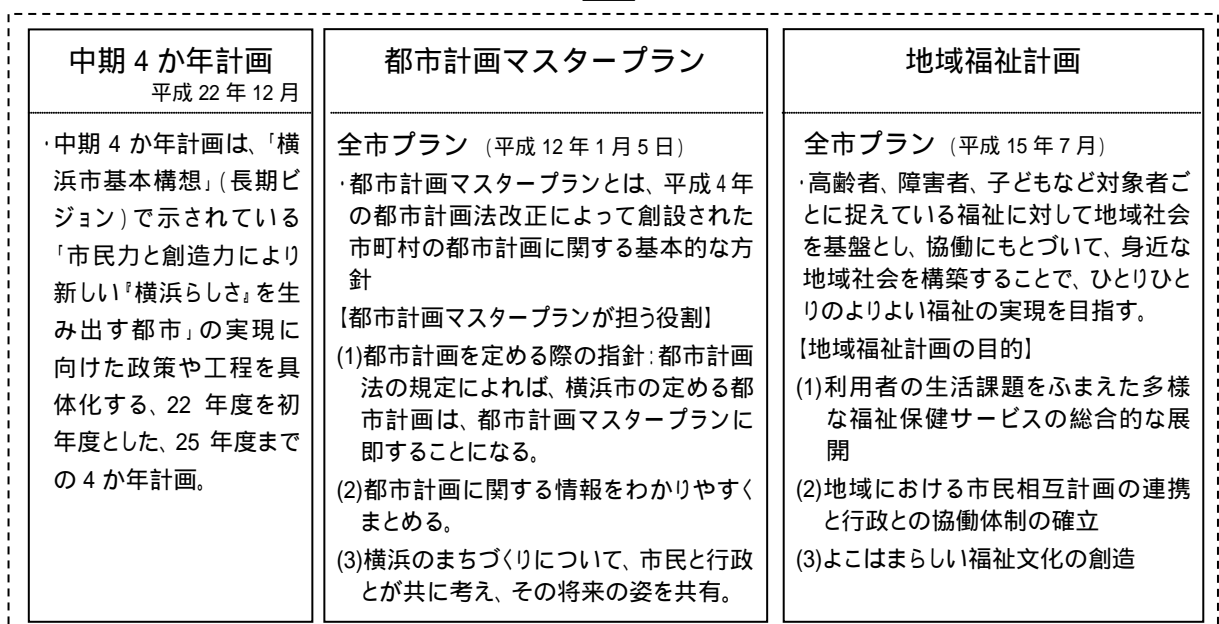 中期4か年計画
平成22年12月
・中期4か年計画は、「横
浜市基本構想」(長期ビ
ジョン)で示されている
「市民力と創造力により
新しい『横浜らしさ』を生
み出す都市」の実現に
向けた政策や工程を具
体化する、22 年度を初
年度とした、25 年度まで
の4か年計画。
都市計画マスタープラン
全市プラン (平成12年1月5日)
・都市計画マスタープランとは、平成4年
の都市計画法改正によって創設された
市町村の都市計画に関する基本的な方
針
【都市計画マスタープランが担う役割】
(1)都市計画を定める際の指針:都市計画
法の規定によれば、横浜市の定める都
市計画は、都市計画マスタープランに
即することになる。
(2)都市計画に関する情報をわかりやすく
まとめる。
(3)横浜のまちづくりについて、市民と行政
とが共に考え、その将来の姿を共有。
地域福祉計画
全市プラン (平成15年7月)
・高齢者、障害者、子どもなど対象者ご
とに捉えている福祉に対して地域社会
を基盤とし、協働にもとづいて、身近な
地域社会を構築することで、ひとりひと
りのよりよい福祉の実現を目指す。
【地域福祉計画の目的】
(1)利用者の生活課題をふまえた多様
な福祉保健サービスの総合的な展
開
(2)地域における市民相互計画の連携
と行政との協働体制の確立
(3)よこはまらしい福祉文化の創造